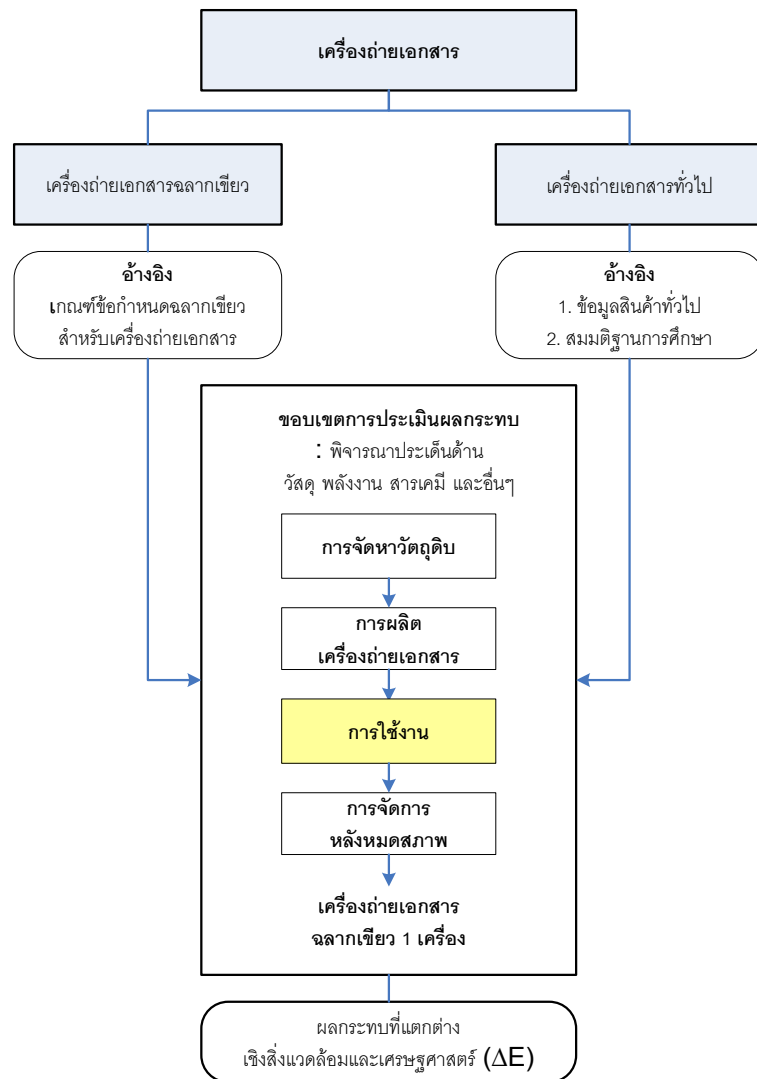 เครื่องถ่ายเอกสาร
เครื่องถ่ายเอกสารฉลากเขียว
เครื่องถ่ายเอกสารทั่วไป
อ้างอิง
เกณฑ์ข้อกำหนดฉลากเขียว
สำหรับเครื่องถ่ายเอกสาร
อ้างอิง
1. ข้อมูลสินค้าทั่วไป
2. สมมติฐานการศึกษา
ขอบเขตการประเมินผลกระทบ
: พิจารณาประเด็นด้าน
วัสดุ พลังงาน สารเคมี และอื่นๆ
การจัดหาวัตถุดิบ
การผลิต
เครื่องถ่ายเอกสาร
การใช้งาน
การจัดการ
หลังหมดสภาพ
เครื่องถ่ายเอกสาร
ฉลากเขียว 1 เครื่อง
ผลกระทบที่แตกต่าง
เชิงสิ่งแวดล้อมและเศรษฐศาสตร์ (ΔE)